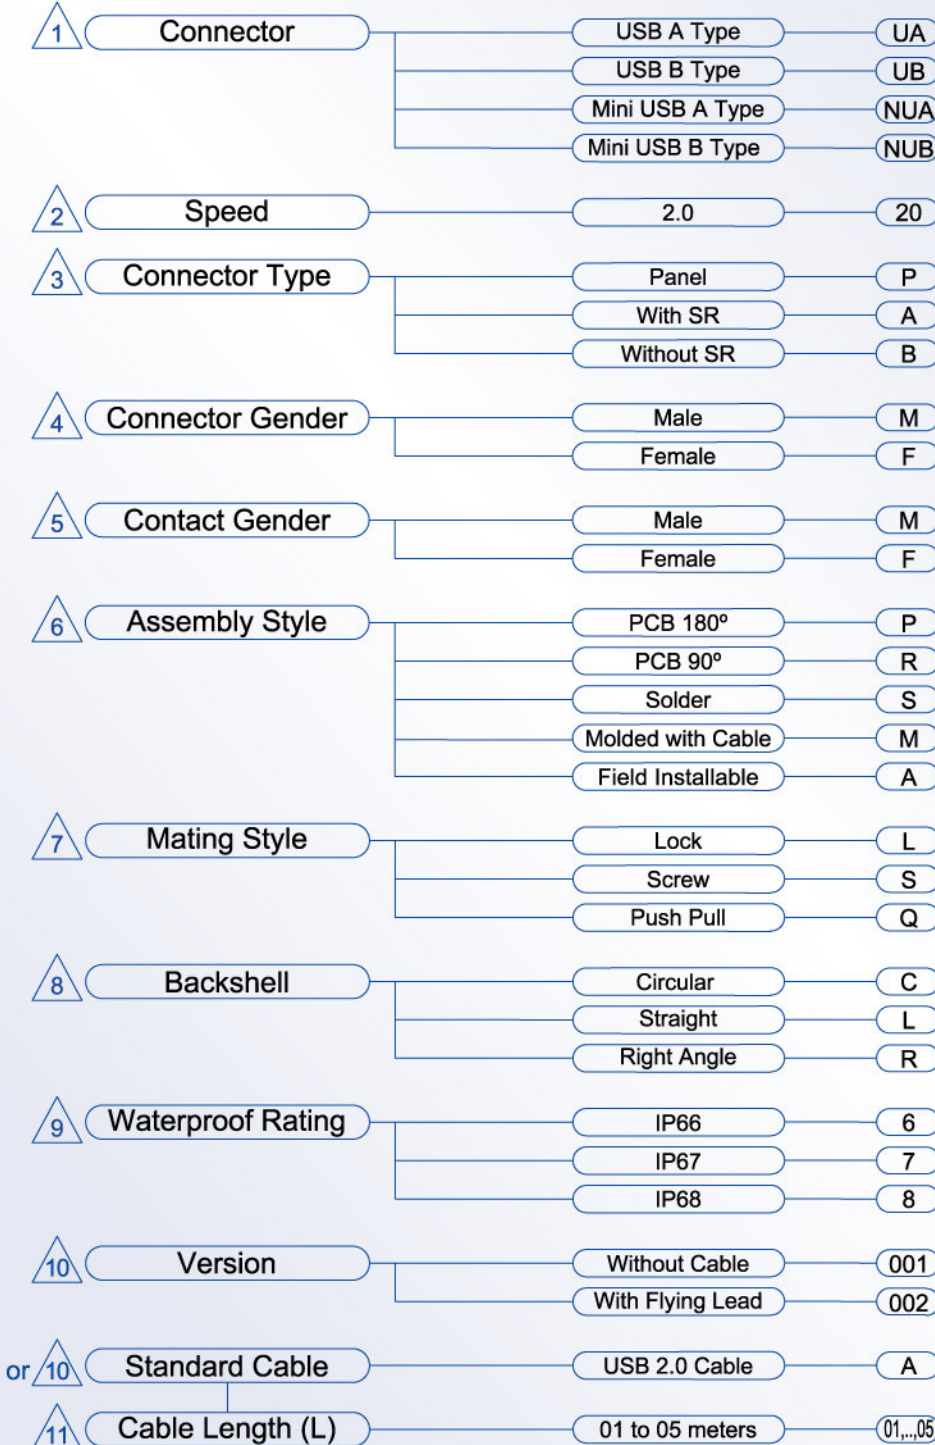 1 Connector USB A Type UA
USB B Type UB
Mini USB A Type NUA
Mini USB B Type NUB
2 Speed 2.0 20
3 Connector Type Panel P
With SR A
Without SR B
4 Connector Gender Male M
Female F
5 Contact Gender Male M
Female F
6 Assembly Style PCB 180º P
PCB 90º R
Solder S
Molded with Cable M
Field Installable A
7 Mating Style Lock L
Screw S
Push Pull Q
8 Backshell Circular C
Straight L
Right Angle R
9 Waterproof Rating IP66 6
IP67 7
IP68 8
10 Version Without Cable 001
With Flying Lead 002
or 10 Standard Cable USB 2.0 Cable A
11 Cable Length (L) 01 to 05 meters 01,..,05